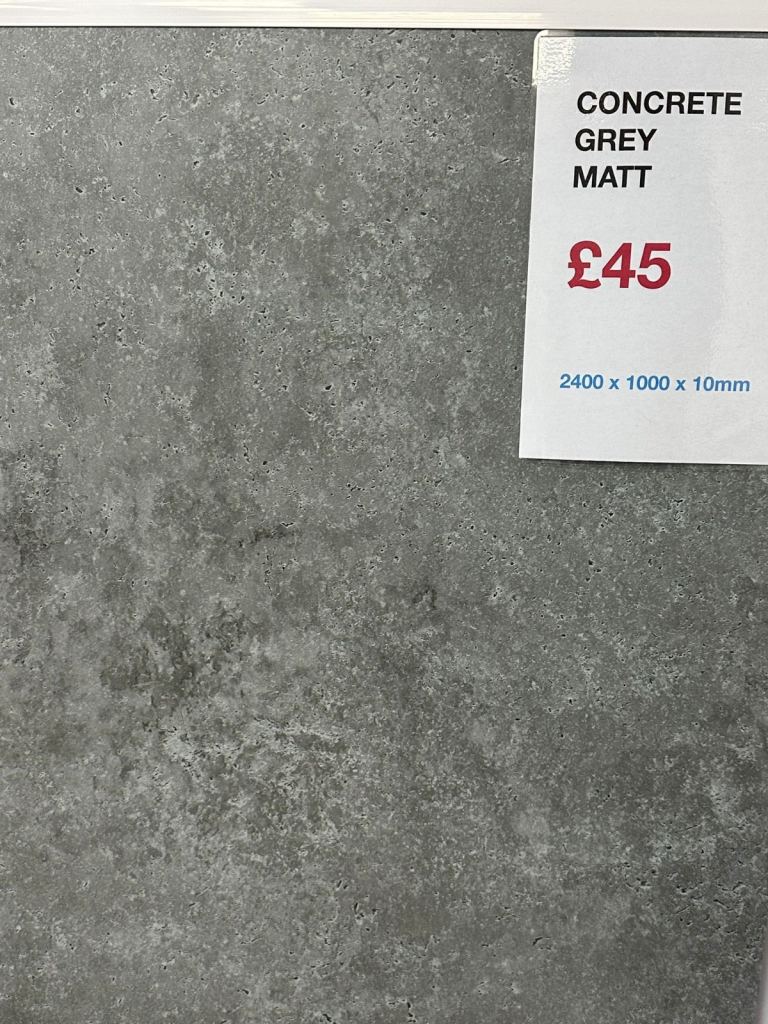 CONCRETE
GREY
MATT
£45
2400 x 1000 x 10mm